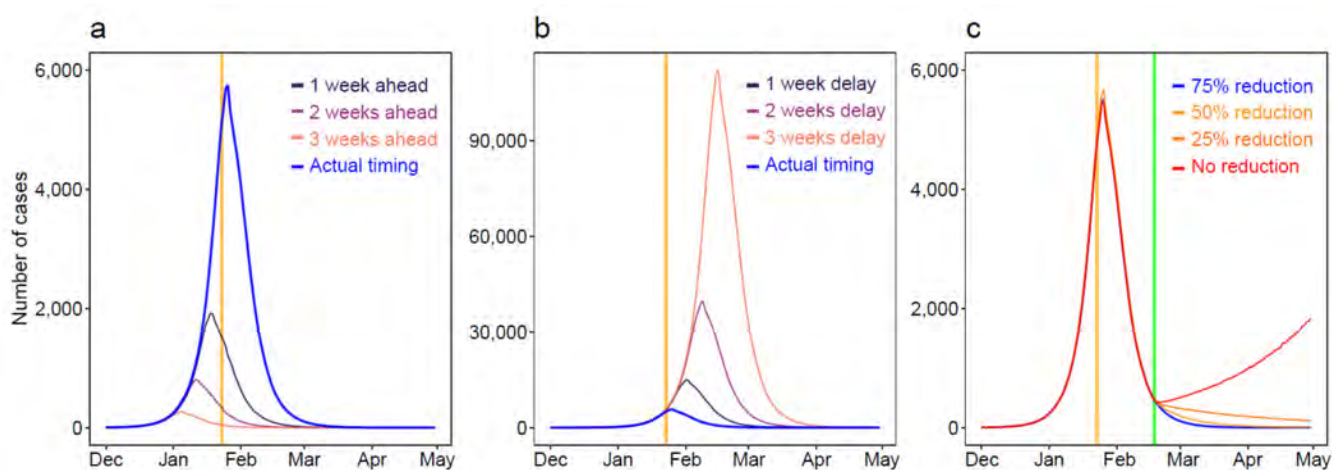 a
6,000
4,000
2,000
0
Number of cases
1 week ahead
2 weeks ahead
3 weeks ahead
Actual timing
Dec Jan Feb Mar Apr May
b
90,000
60,000
30,000
0
1 week delay
2 weeks delay
3 weeks delay
Actual timing
Dec Jan Feb Mar Apr May
c
6,000
4,000
2,000
0
75% reduction
50% reduction
25% reduction
No reduction
Dec Jan Feb Mar Apr May